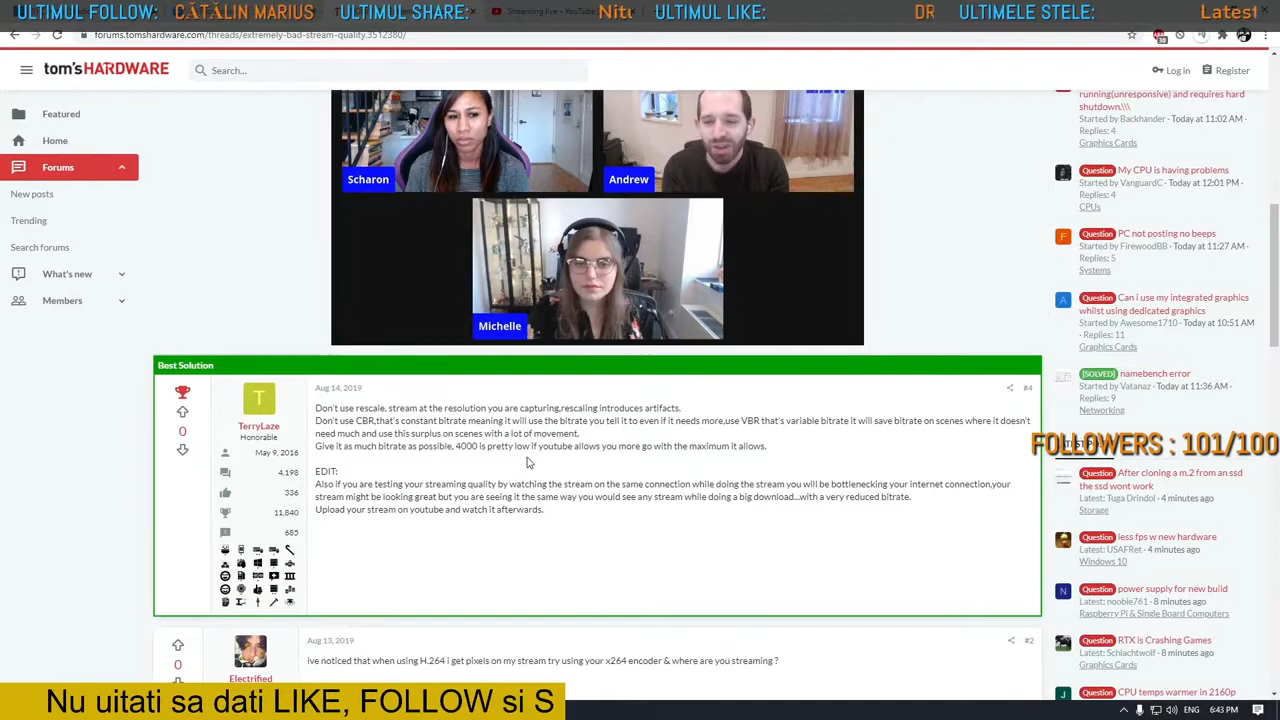 ULTIMUL FOLLOW: CĂTĂLIN MARIUS ULTIMUL SHARE: Nitu ULTIMUL LIKE: DR ULTIMELE STELE: Latest
Streaming live - YouTube
forums.tomshardware.com/threads/extremely-bad-stream-quality.3512380/
tom'sHARDWARE
Search...
Log in
Register
Featured
Home
Forums
New posts
Trending
Search forums
What's new
Members
Scharon
Andrew
Michelle
Best Solution
T
TerryLaze
Honorable
May 9, 2016
4,198
336
11,840
685
0
Aug 14, 2019
#4
Don't use rescale, stream at the resolution you are capturing,rescaling introduces artifacts.
Don't use CBR,that's constant bitrate meaning it will use the bitrate you tell it to even if it needs more,use VBR that's variable bitrate it will save bitrate on scenes where it doesn't
need much and use this surplus on scenes with a lot of movement.
Give it as much bitrate as possible, 4000 is pretty low if youtube allows you more go with the maximum it allows.
EDIT:
Also if you are testing your streaming quality by watching the stream on the same connection while doing the stream you will be bottlenecking your internet connection,your
stream might be looking great but you are seeing it the same way you would see any stream while doing a big download...with a very reduced bitrate.
Upload your stream on youtube and watch it afterwards.
0
Electrified
Aug 13, 2019
#2
ive noticed that when using H.264 i get pixels on my stream try using your x264 encoder & where are you streaming ?
running(unresponsive) and requires hard
shutdown.\\\
Started by Backhander · Today at 11:02 AM ·
Replies: 4
Graphics Cards
Question My CPU is having problems
Started by VanguardC · Today at 12:01 PM ·
Replies: 4
CPUs
F
Question PC not posting no beeps
Started by FirewoodBB · Today at 11:27 AM ·
Replies: 5
Systems
A
Question Can i use my integrated graphics
whilst using dedicated graphics
Started by Awesome1710 · Today at 10:51 AM
· Replies: 11
Graphics Cards
[SOLVED] namebench error
Started by Vatanaz · Today at 11:36 AM ·
Replies: 9
Networking
FOLLOWERS : 101/100
Question After cloning a m.2 from an ssd
the ssd wont work
Latest: Tuga Drindol · 4 minutes ago
Storage
Question less fps w new hardware
Latest: USAFRet · 4 minutes ago
Windows 10
N
Question power supply for new build
Latest: noobie761 · 8 minutes ago
Raspberry Pi & Single Board Computers
Question RTX is Crashing Games
Latest: Schlachtwolf · 8 minutes ago
Graphics Cards
J
Question CPU temps warmer in 2160p
Nu uitati sa dati LIKE, FOLLOW si S
ENG 6:43 PM